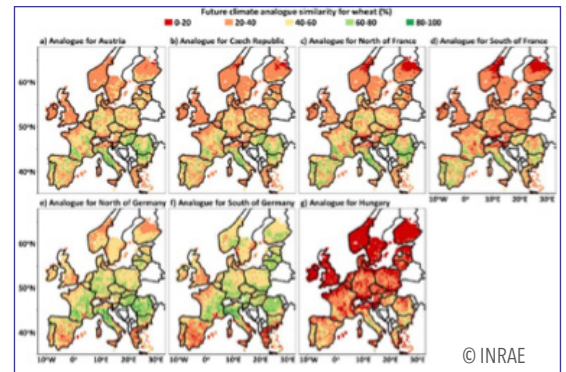 Future climate analogue similarity for wheat (%)
0-20 20-40 40-60 60-80 80-100
a) Analogue for Austria b) Analogue for Czech Republic c) Analogue for North of France d) Analogue for South of France
60°N
50°N
40°N
e) Analogue for North of Germany f) Analogue for South of Germany g) Analogue for Hungary
60°N
50°N
40°N
10°W 0° 10°E 20°E 30°E 10°W 0° 10°E 20°E 30°E 10°W 0° 10°E 20°E 30°E 10°W 0° 10°E 20°E 30°E
© INRAE